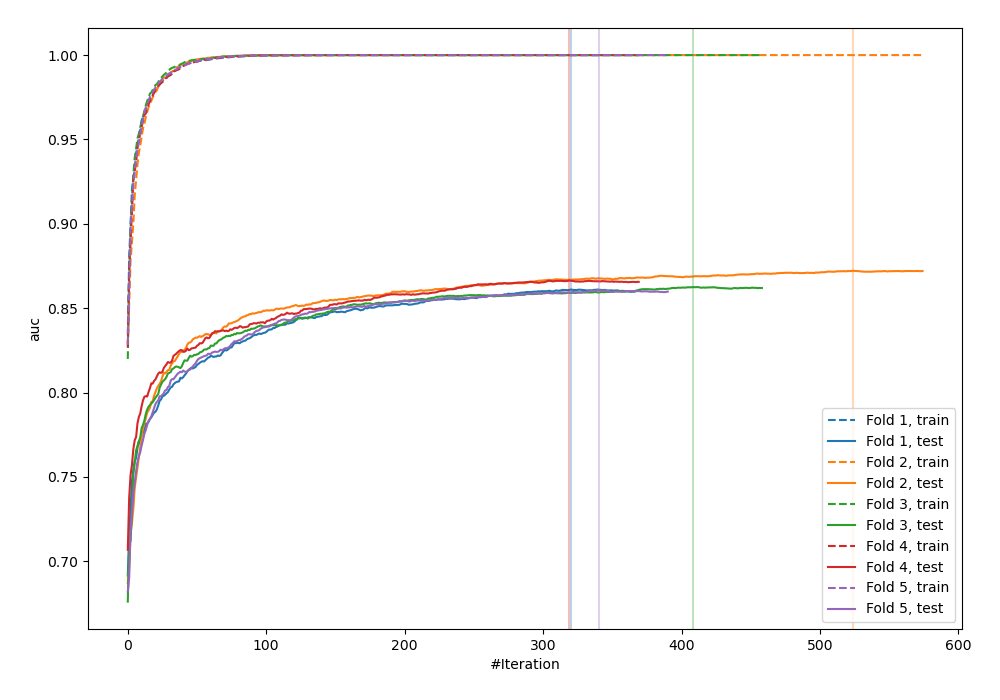 1.00
0.95
0.90
0.85
0.80
0.75
0.70
auc
0
100
200
300
400
500
600
#Iteration
Fold 1, train
Fold 1, test
Fold 2, train
Fold 2, test
Fold 3, train
Fold 3, test
Fold 4, train
Fold 4, test
Fold 5, train
Fold 5, test